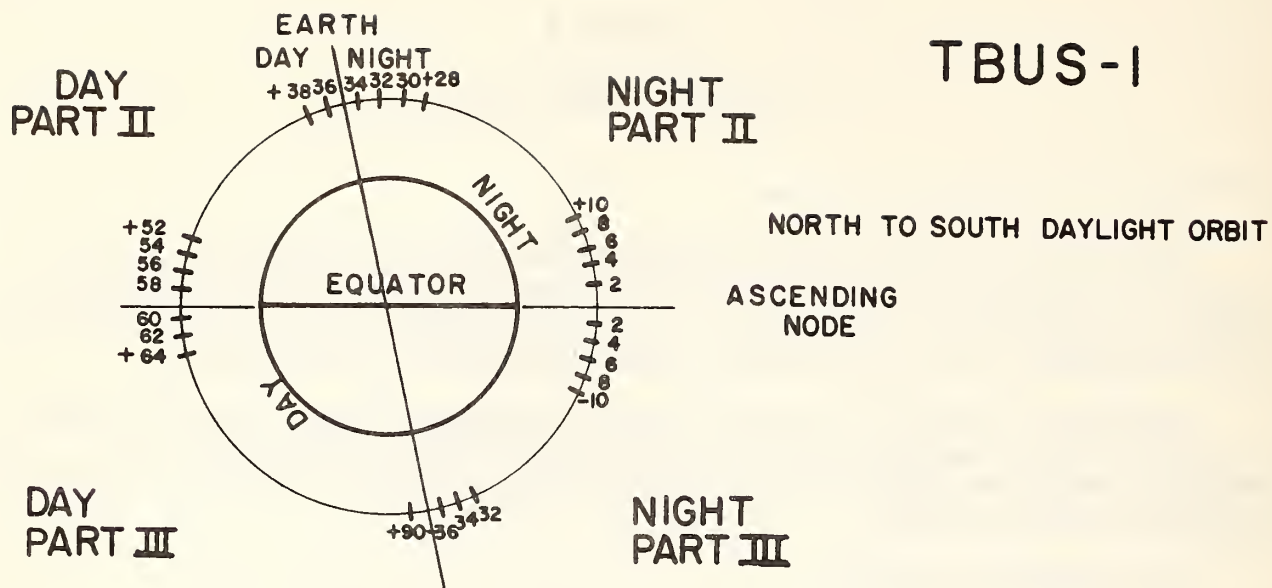 TBUS-1
EARTH
DAY NIGHT
+38 36 34 32 30 +28
DAY
PART II
NIGHT
PART II
NIGHT
+52
54
56
58
60
62
+64
+10
8
6
4
2
2
4
6
8
-10
EQUATOR
NORTH TO SOUTH DAYLIGHT ORBIT
ASCENDING
NODE
DAY
DAY
PART III
+90 -36 34 32
NIGHT
PART III